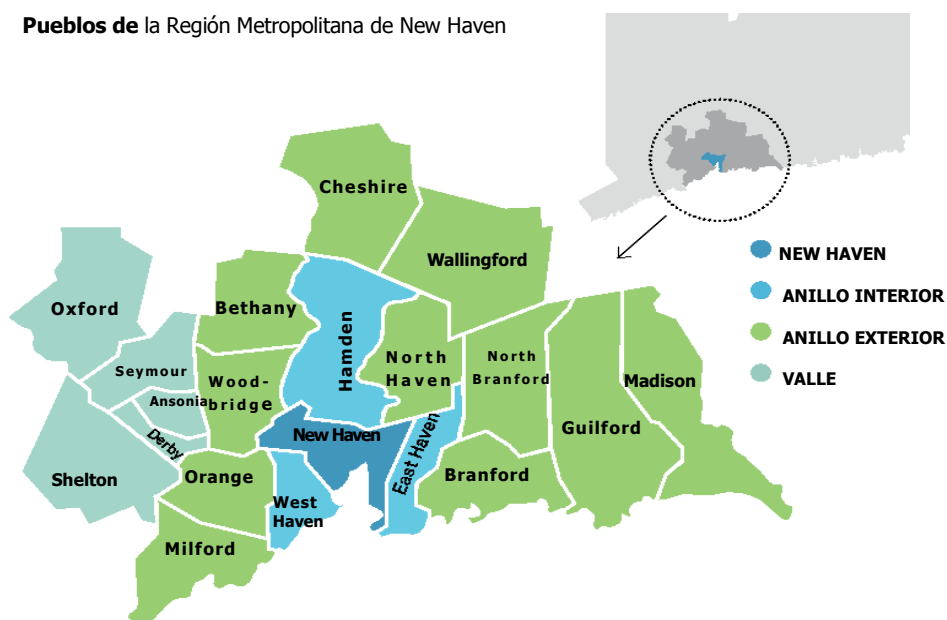 Pueblos de la Región Metropolitana de New Haven
Cheshire
Wallingford
NEW HAVEN
ANILLO INTERIOR
ANILLO EXTERIOR
VALLE
Oxford
Bethany
Hamden
North
Haven
North
Branford
Madison
Seymour
Wood-
bridge
Ansonia
Derby
New Haven
East Haven
Guilford
Shelton
Orange
West
Haven
Branford
Milford